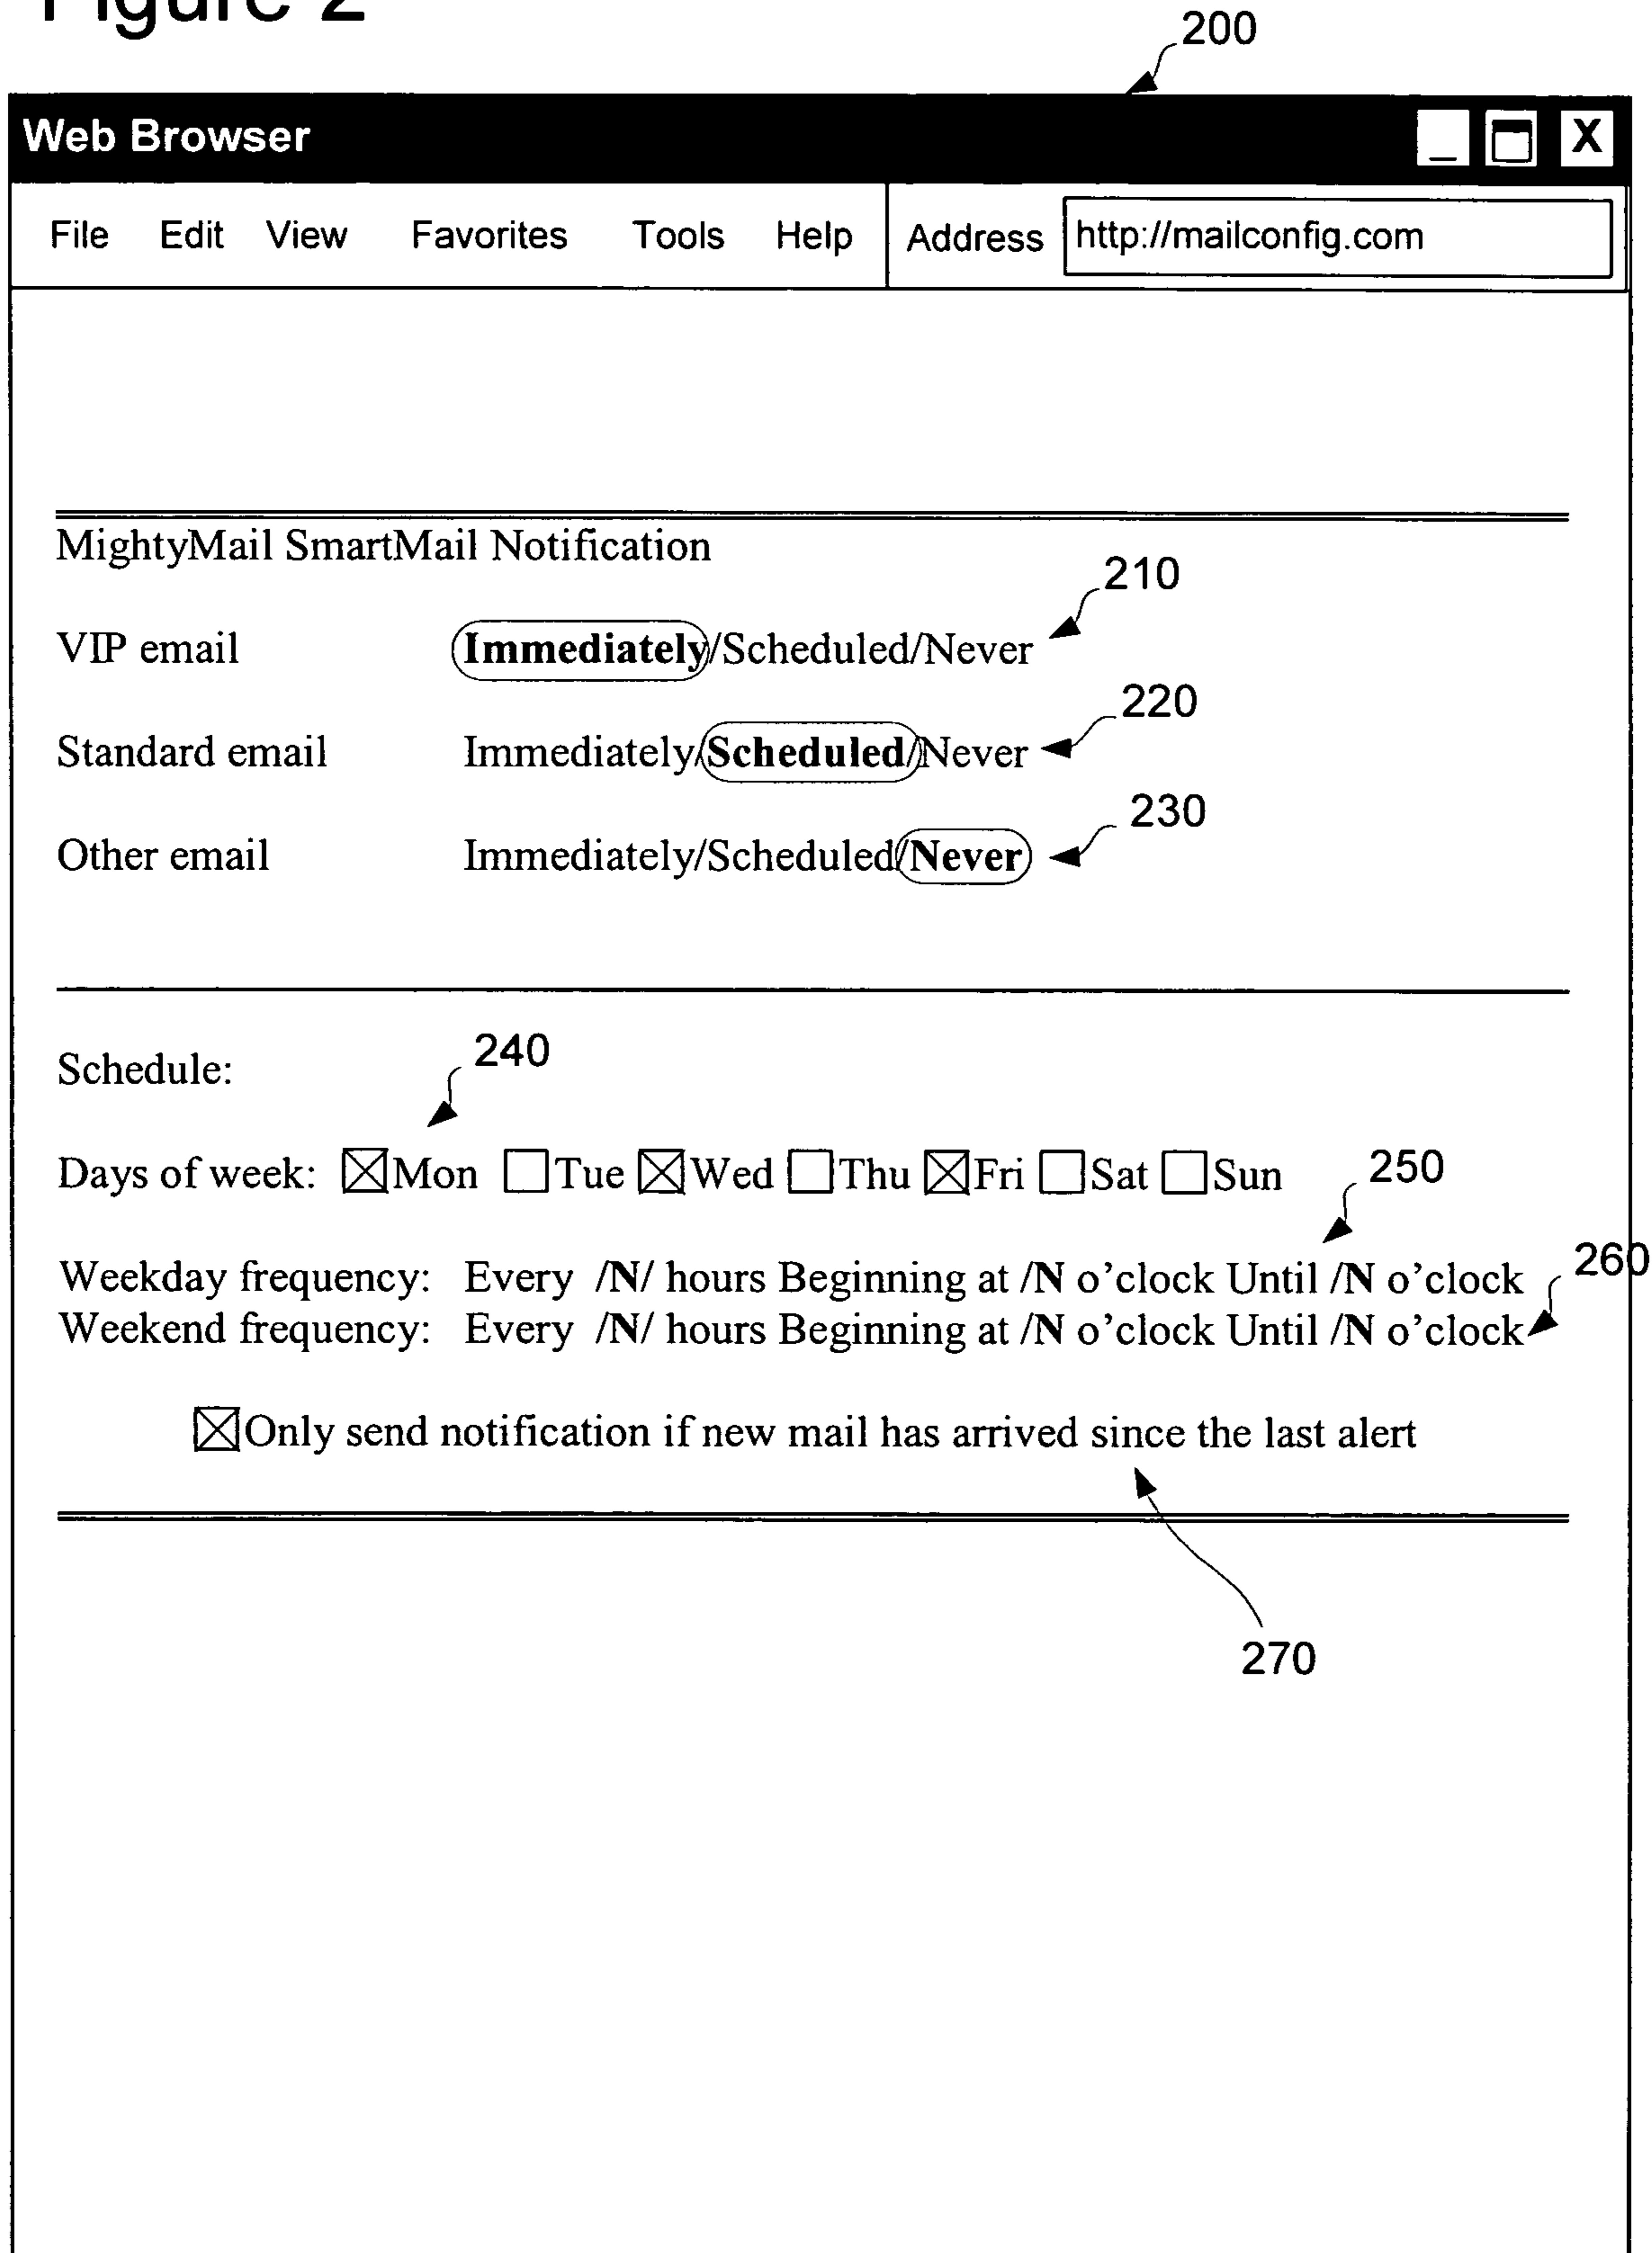 Figure 2
200
Web Browser
_ X
File Edit View Favorites Tools Help Address http://mailconfig.com
MightyMail SmartMail Notification
210
VIP email Immediately/Scheduled/Never
220
Standard email Immediately/Scheduled/Never
230
Other email Immediately/Scheduled/Never
240
Schedule:
Days of week: Mon Tue Wed Thu Fri Sat Sun
250
260
Weekday frequency: Every /N/ hours Beginning at /N o'clock Until /N o'clock
Weekend frequency: Every /N/ hours Beginning at /N o'clock Until /N o'clock
Only send notification if new mail has arrived since the last alert
270